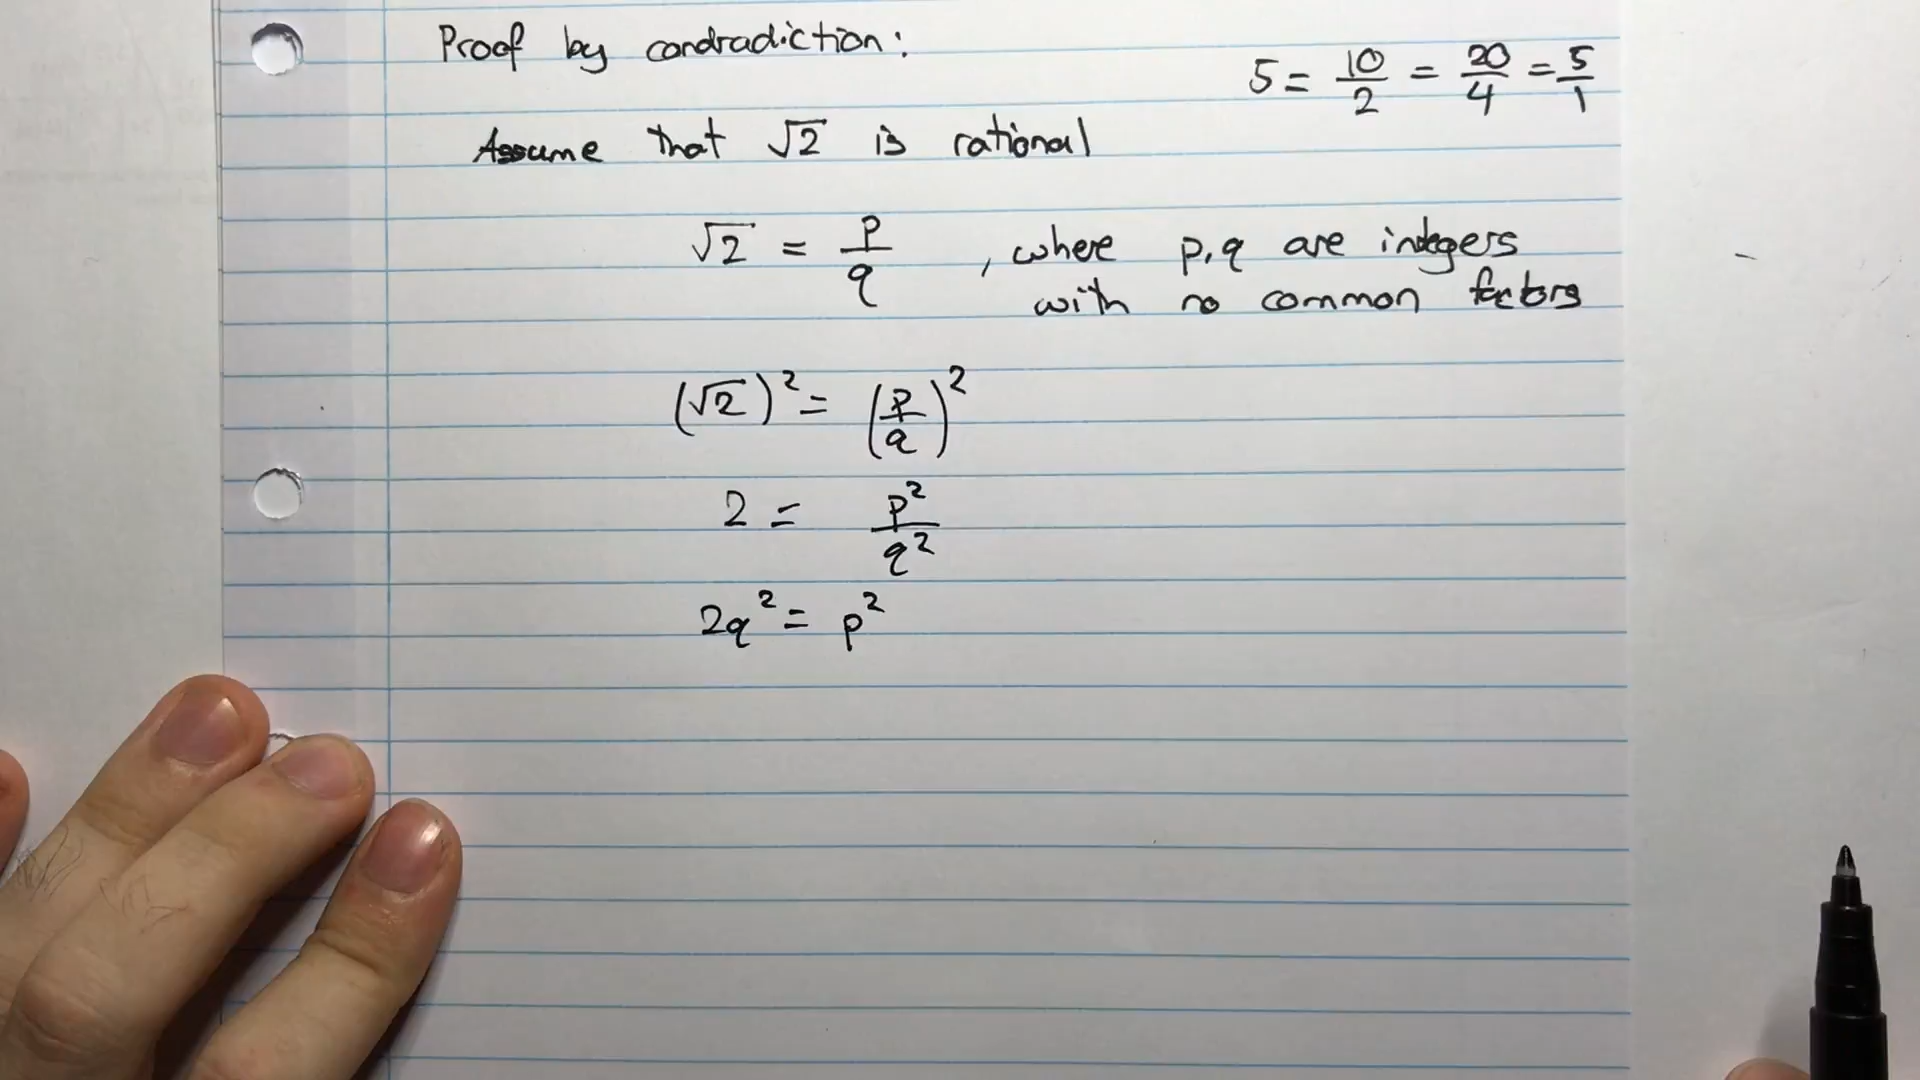 Proof by condradiction:
5 = 10/2 = 20/4 = 5/1
Assume that √2 is rational
√2 = p/q , where p,q are integers
with no common factors
(√2)² = (p/q)²
2 = p²/q²
2q² = p²